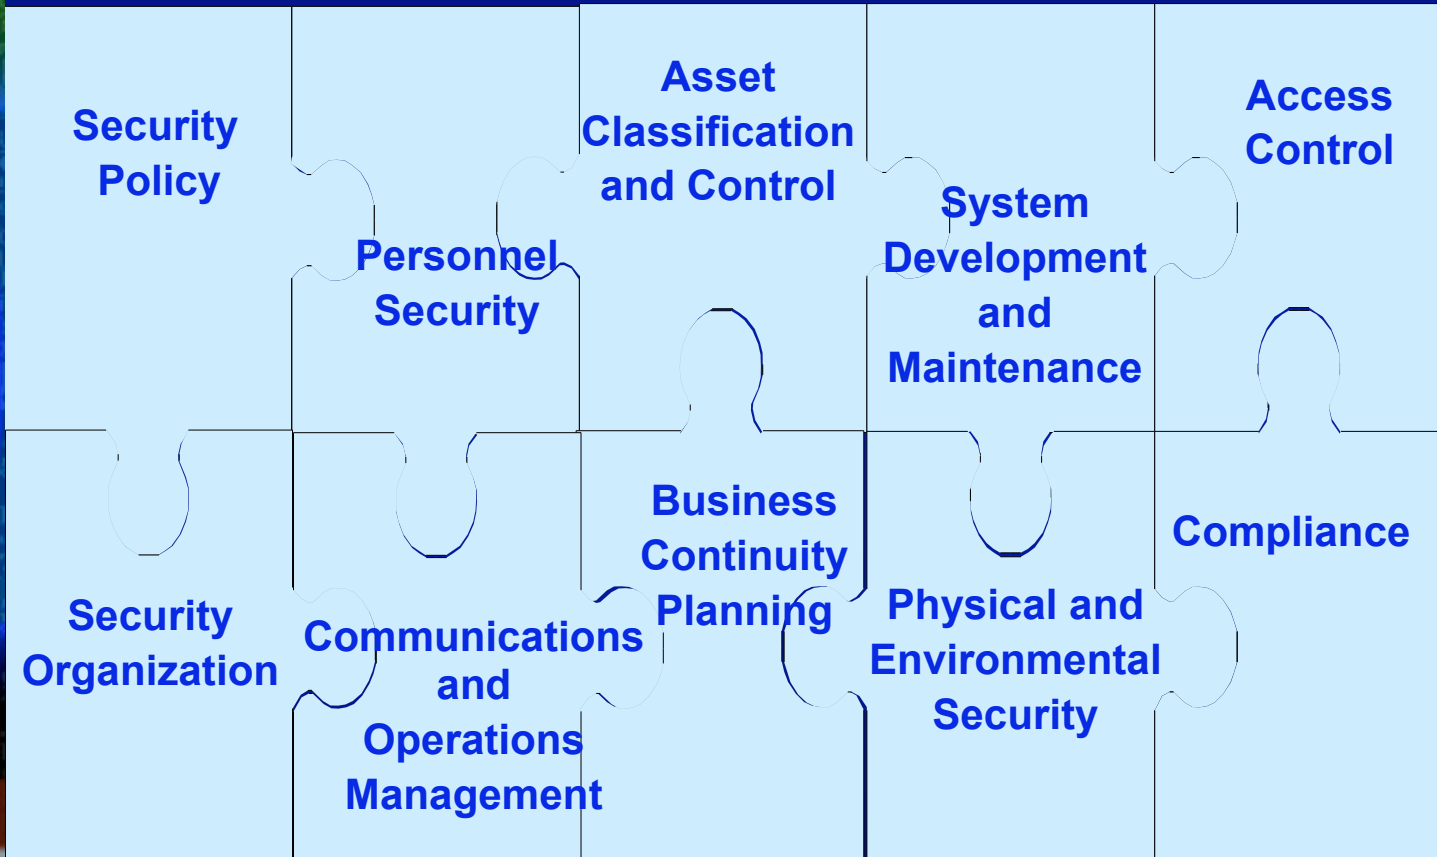 Security
Policy
Personnel
Security
Asset
Classification
and Control
System
Development
and
Maintenance
Access
Control
Security
Organization
Communications
and
Operations
Management
Business
Continuity
Planning
Physical and
Environmental
Security
Compliance